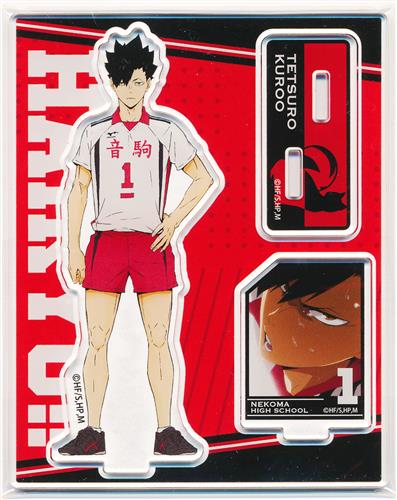 HAIKYU!!
音駒
1
©HF/S,HP,M
TETSURO
KUROO
©HF/S,HP,M
1
NEKOMA
HIGH SCHOOL
©HF/S,HP,M